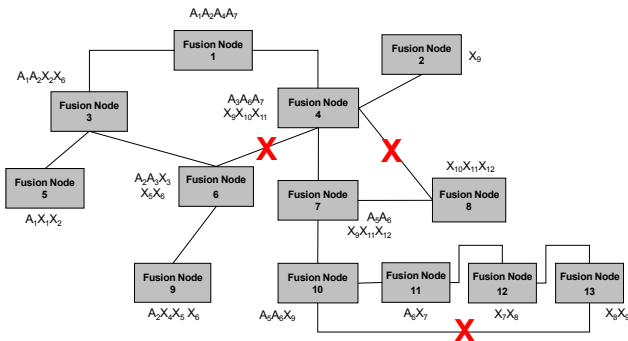 A₁A₂A₄A₇
Fusion Node
1
Fusion Node
2
X₉
A₁A₂X₂X₆
Fusion Node
3
A₃A₆A₇
X₉X₁₀X₁₁
Fusion Node
4
X
X
Fusion Node
5
A₁X₁X₂
A₂A₃X₃
X₅X₆
Fusion Node
6
Fusion Node
7
A₅A₆
X₉X₁₁X₁₂
X₁₀X₁₁X₁₂
Fusion Node
8
Fusion Node
9
A₂X₄X₅ X₆
Fusion Node
10
A₅A₆X₉
Fusion Node
11
A₆X₇
Fusion Node
12
X₇X₈
Fusion Node
13
X₈X₉
X